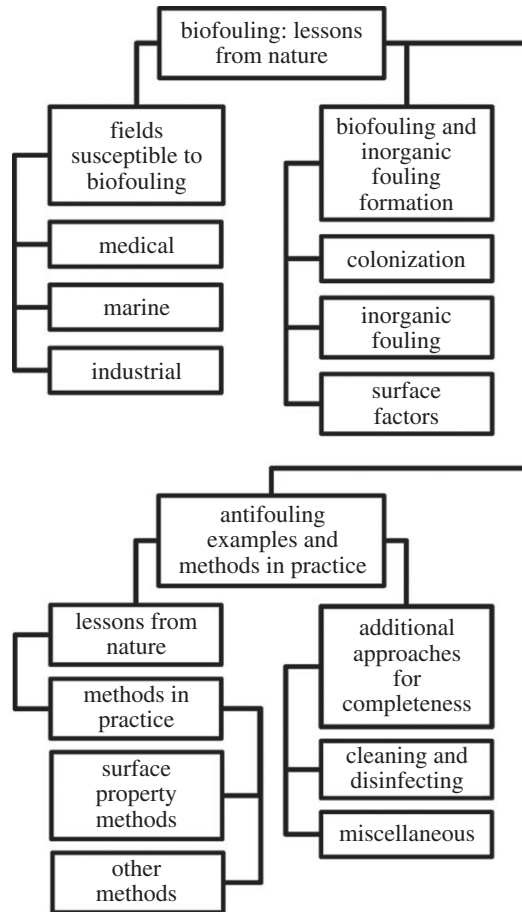 biofouling: lessons
from nature
fields
susceptible to
biofouling
medical
marine
industrial
biofouling and
inorganic
fouling
formation
colonization
inorganic
fouling
surface
factors
antifouling
examples and
methods in practice
lessons from
nature
methods in
practice
surface
property
methods
other
methods
additional
approaches
for
completeness
cleaning and
disinfecting
miscellaneous